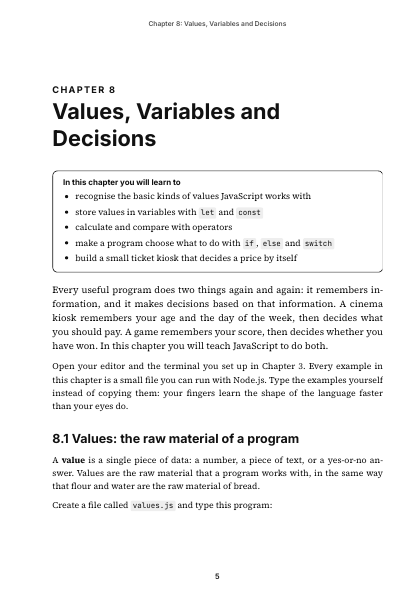 Chapter 8: Values, Variables and Decisions
CHAPTER 8
Values, Variables and
Decisions
In this chapter you will learn to
• recognise the basic kinds of values JavaScript works with
• store values in variables with let and const
• calculate and compare with operators
• make a program choose what to do with if, else and switch
• build a small ticket kiosk that decides a price by itself
Every useful program does two things again and again: it remembers in-
formation, and it makes decisions based on that information. A cinema
kiosk remembers your age and the day of the week, then decides what
you should pay. A game remembers your score, then decides whether you
have won. In this chapter you will teach JavaScript to do both.
Open your editor and the terminal you set up in Chapter 3. Every example in
this chapter is a small file you can run with Node.js. Type the examples yourself
instead of copying them: your fingers learn the shape of the language faster
than your eyes do.
8.1 Values: the raw material of a program
A value is a single piece of data: a number, a piece of text, or a yes-or-no an-
swer. Values are the raw material that a program works with, in the same way
that flour and water are the raw material of bread.
Create a file called values.js and type this program:
5